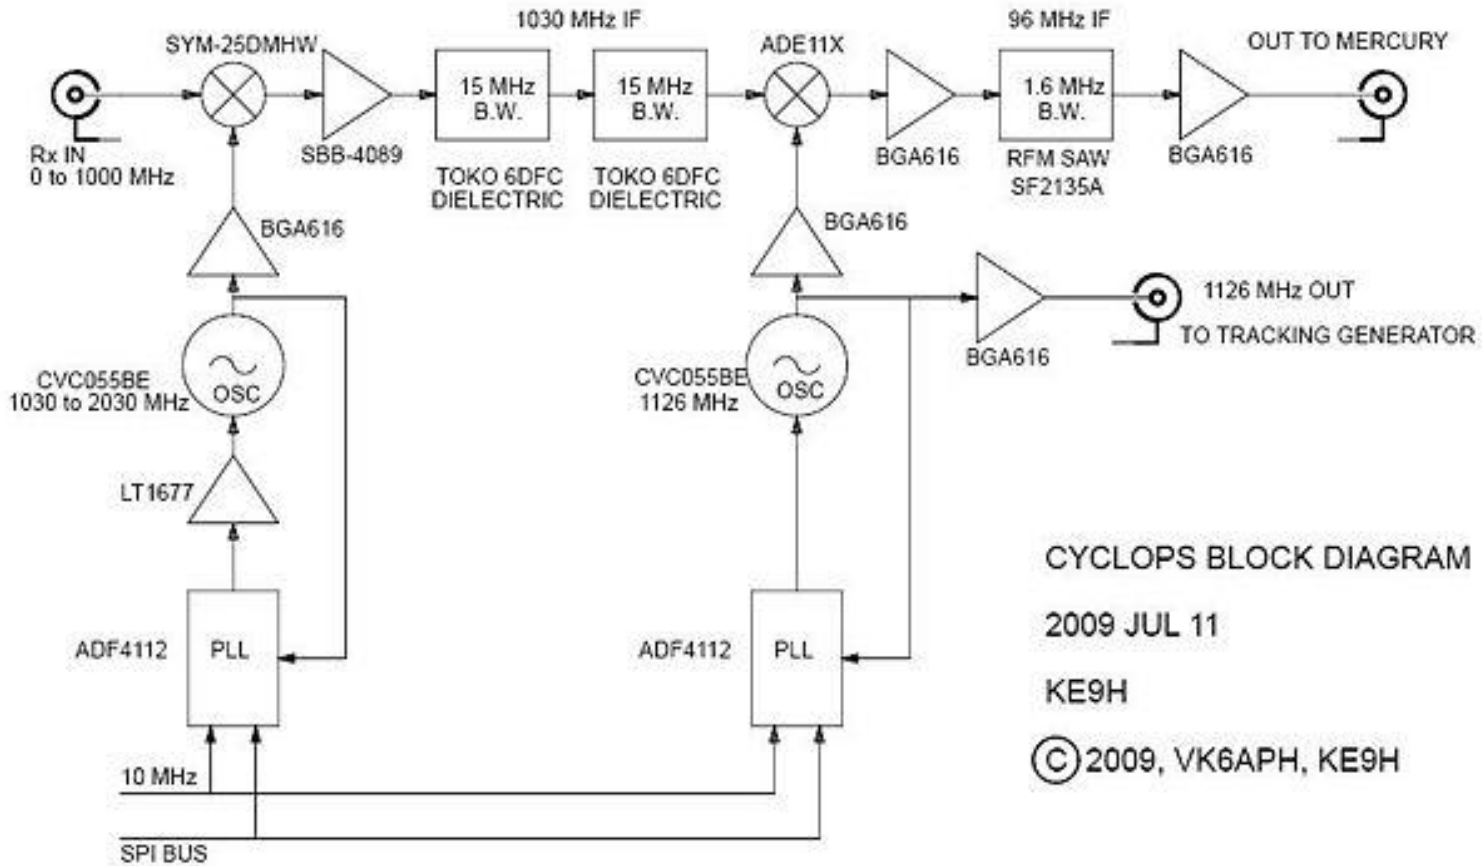 1030 MHz IF
96 MHz IF
SYM-25DMHW
ADE11X
OUT TO MERCURY
15 MHz
B.W.
15 MHz
B.W.
1.6 mHz
B.W.
Rx IN
0 to 1000 MHz
SBB-4089
TOKO 6DFC
DIELECTRIC
TOKO 6DFC
DIELECTRIC
BGA616
RFM SAW
SF2135A
BGA616
BGA616
BGA616
1126 MHz OUT
TO TRACKING GENERATOR
BGA616
CVC055BE
1030 to 2030 MHz
OSC
CVC055BE
1126 MHz
OSC
LT1677
ADF4112
PLL
ADF4112
PLL
10 MHz
SPI BUS
CYCLOPS BLOCK DIAGRAM
2009 JUL 11
KE9H
© 2009, VK6APH, KE9H